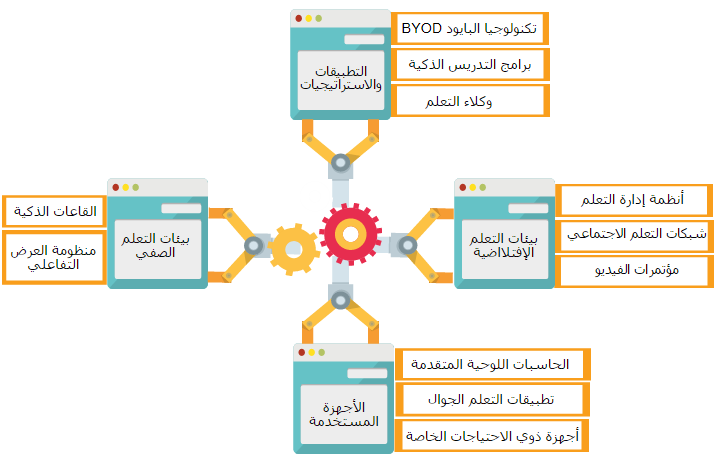 التطبيقات
والاستراتيجيات
تكنولوجيا البايود BYOD
برامج التدريس الذكية
وكلاء التعلم
بيئات التعلم
الإفتلااضية
أنظمة إدارة التعلم
شبكات التعلم الاجتماعي
مؤتمرات الفيديو
بيئات التعلم
الصفي
القاعات الذكية
منظومة العرض
التفاعلي
الأجهزة
المستخدمة
الحاسبات اللوحية المتقدمة
تطبيقات التعلم الجوال
أجهزة ذوي الاحتياجات الخاصة